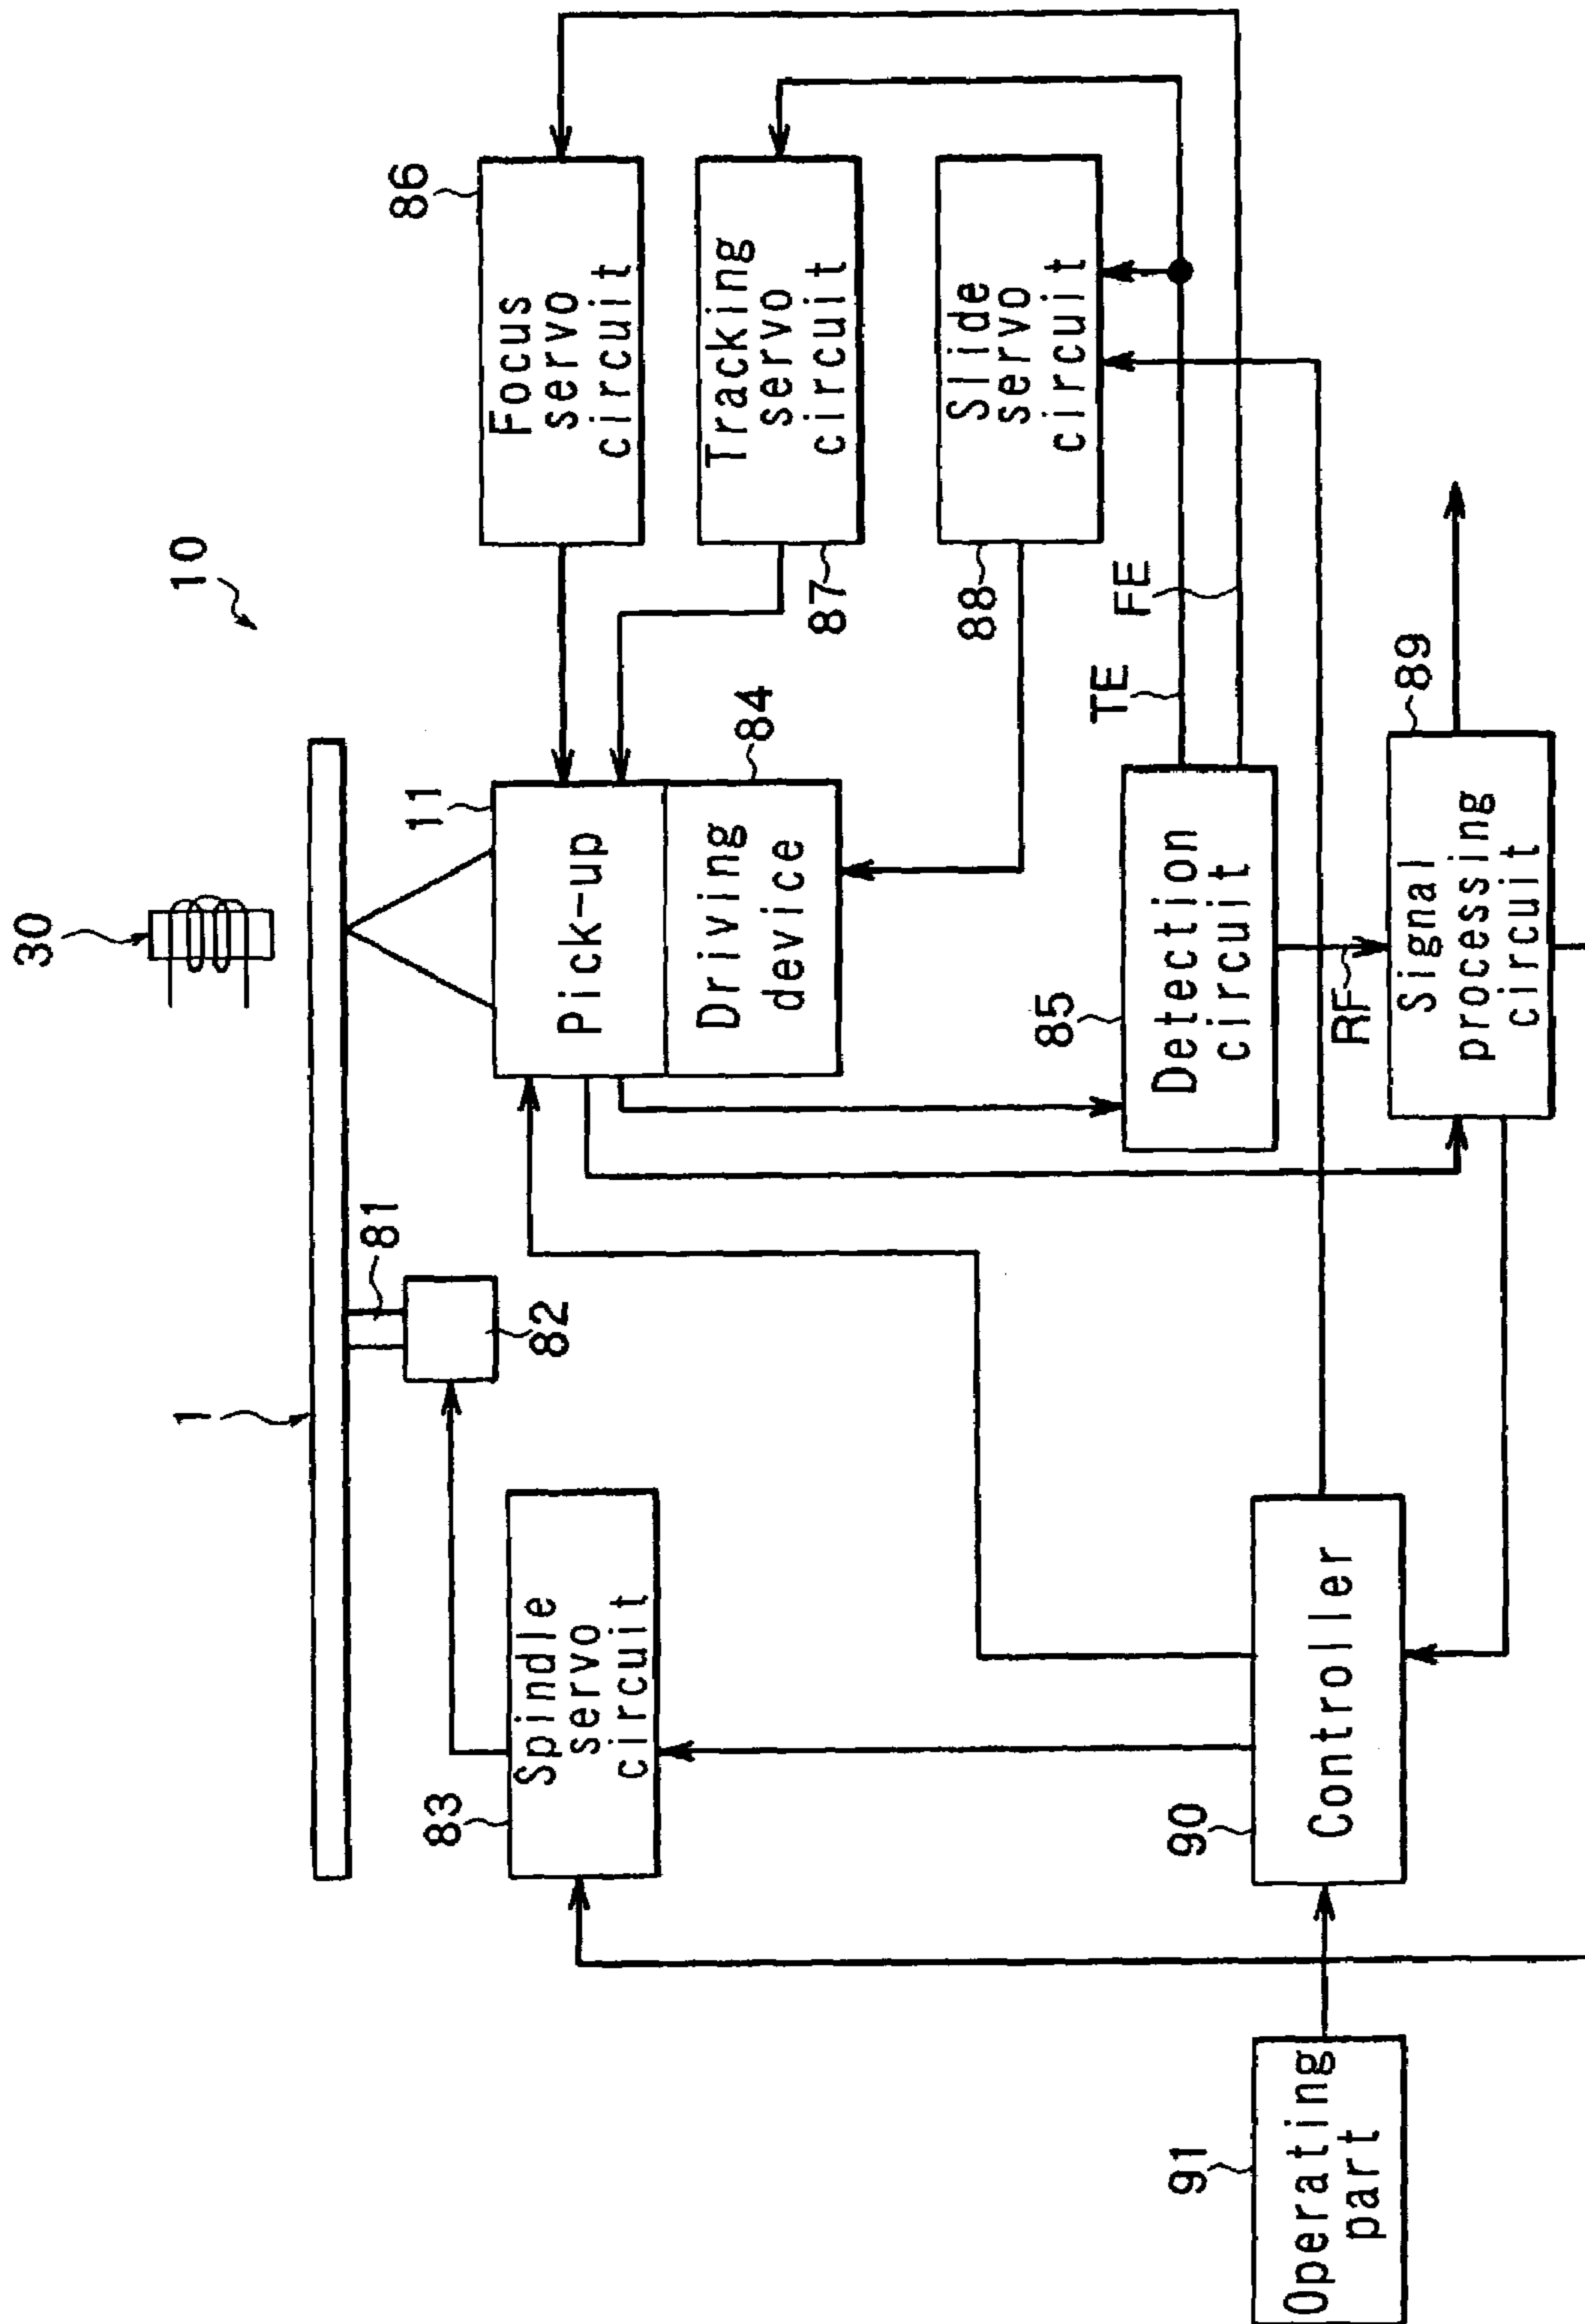 10
30
1
81
82
Spindle
servo
circuit
83
Pick-up
11
Driving
device
84
Focus
servo
circuit
86
Tracking
servo
circuit
87
Slide
servo
circuit
88
TE
FE
85
Detection
circuit
RF
89
Signal
processing
circuit
90
Controller
91
Operating
part